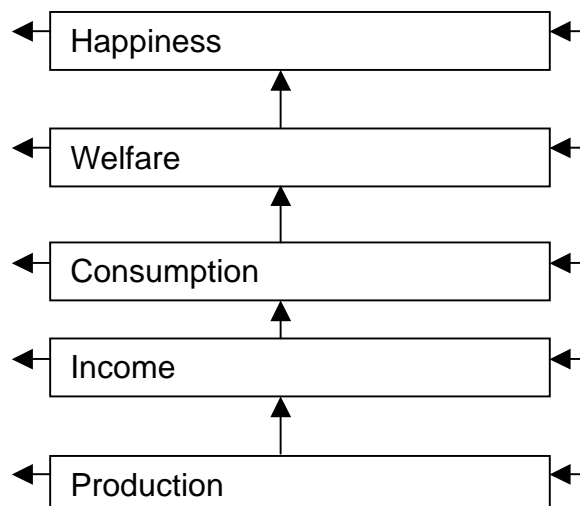 Happiness
Welfare
Consumption
Income
Production